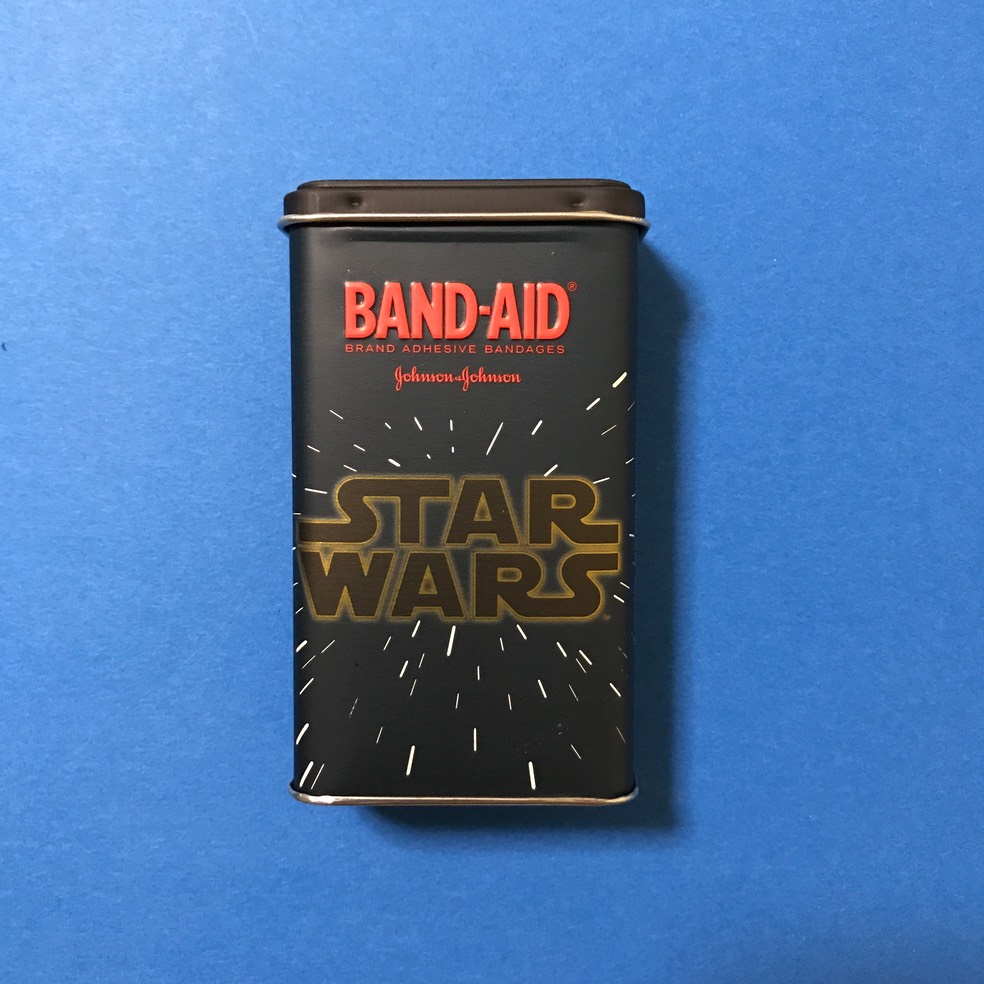 BAND-AID®
BRAND ADHESIVE BANDAGES
Johnson & Johnson
STAR
WARS™